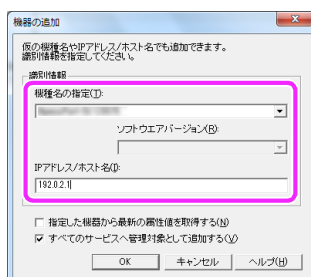 機器の追加
仮の機種名やIPアドレス/ホスト名でも追加できます。
識別情報を指定してください。
識別情報
機種名の指定(T):
ソフトウエアバージョン(R):
IPアドレス/ホスト名(I):
192.0.2.1
指定した機器から最新の属性値を取得する(N)
すべてのサービスへ管理対象として追加する(V)
OK
キャンセル
ヘルプ(H)